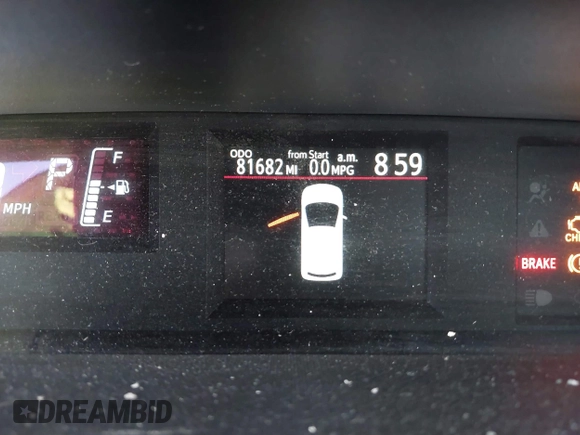 ODO from Start a.m.
81682 MI 0.0 MPG 8 59
P F
MPH E
BRAKE
DREAMBID